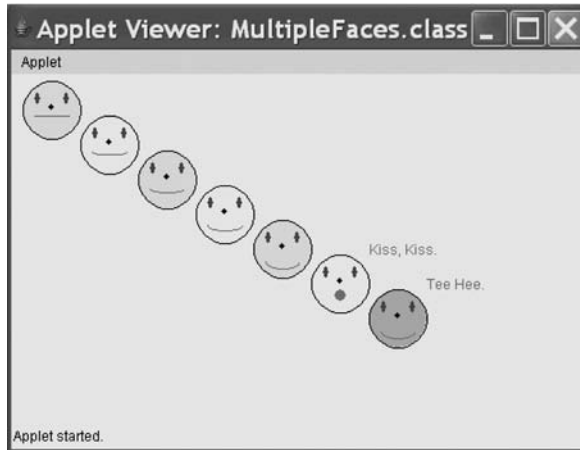 Applet Viewer: MultipleFaces.class
Applet
Kiss, Kiss.
Tee Hee.
Applet started.